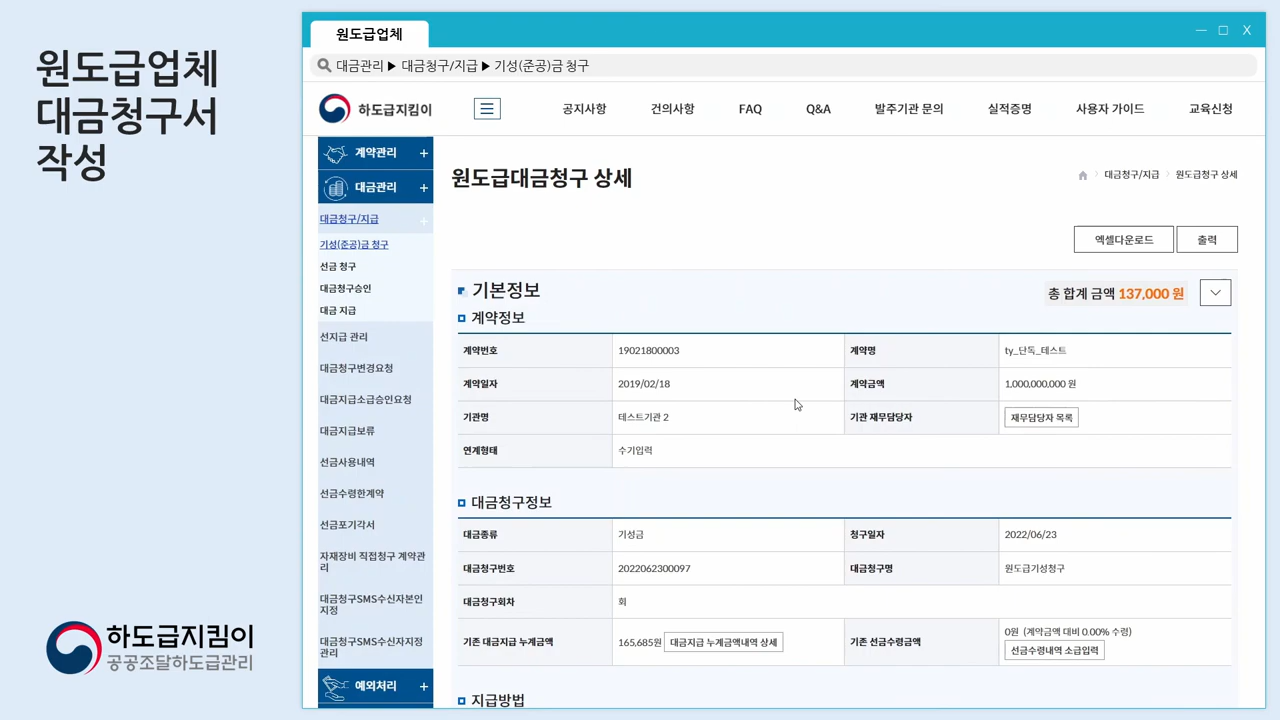 원도급업체
대금청구서
작성
원도급업체
대금관리 ▶ 대금청구/지급 ▶ 기성(준공)금 청구
하도급지킴이
공지사항
건의사항
FAQ
Q&A
발주기관 문의
실적증명
사용자 가이드
교육신청
계약관리 +
대금관리 +
대금청구/지급 +
기성(준공)금 청구
선금 청구
대금청구승인
대금 지급
선지급 관리
대금청구변경요청
대금지급소급승인요청
대금지급보류
선금사용내역
선금수령한계약
선금포기각서
자재장비 직접청구 계약관
리
대금청구SMS수신자본인
지정
대금청구SMS수신자지정
관리
예외처리 +
원도급대금청구 상세
대금청구/지급 > 원도급청구 상세
엑셀다운로드
출력
기본정보
총 합계 금액 137,000 원
계약정보
계약번호 19021800003 계약명 ty_단독_테스트
계약일자 2019/02/18 계약금액 1,000,000,000 원
기관명 테스트기관 2 기관 재무담당자 재무담당자 목록
연계형태 수기입력
대금청구정보
대금종류 기성금 청구일자 2022/06/23
대금청구번호 2022062300097 대금청구명 원도급기성청구
대금청구회차 회
기존 대금지급 누계금액 165,685원 대금지급 누계금액내역 상세 기존 선금수령금액 0원 (계약금액 대비 0.00% 수령)
선금수령내역 소급입력
지급방법
하도급지킴이
공공조달하도급관리